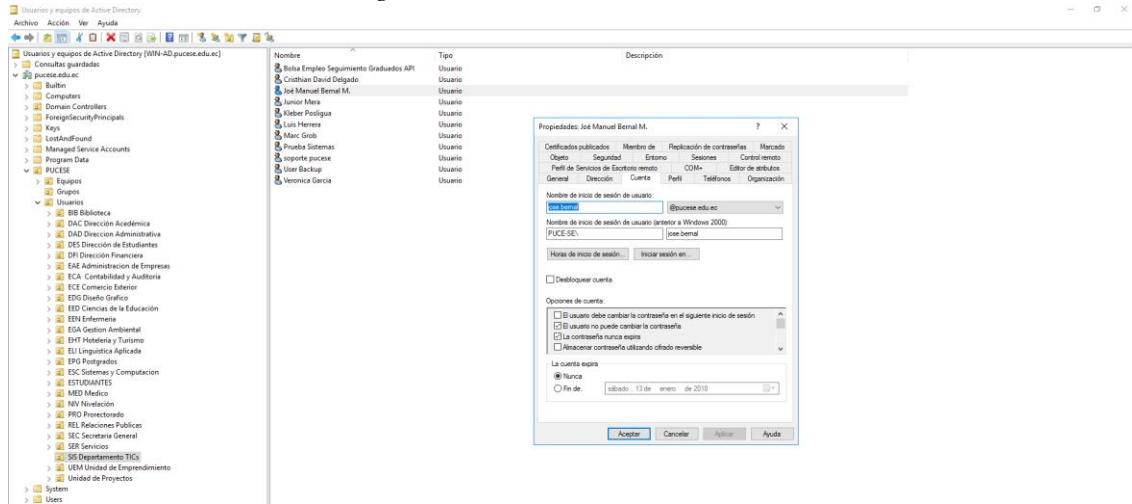 Usuarios y equipos de Active Directory
Archivo Acción Ver Ayuda
Usuarios y equipos de Active Directory [WIN-AD.pucese.edu.ec]
Consultas guardadas
pucese.edu.ec
Builtin
Computers
Domain Controllers
ForeignSecurityPrincipals
Keys
LostAndFound
Managed Service Accounts
Program Data
PUCESE
Equipos
Grupos
Usuarios
BIB Biblioteca
DAC Dirección Académica
DAD Direccion Administrativa
DES Dirección de Estudiantes
DFI Dirección Financiera
EAE Administracion de Empresas
ECA Contabilidad y Auditoria
ECE Comercio Exterior
EDG Diseño Grafico
EED Ciencias de la Educación
EEN Enfermeria
EGA Gestion Ambiental
EHT Hoteleria y Turismo
ELI Linguistica Aplicada
EPG Postgrados
ESC Sistemas y Computacion
ESTUDIANTES
MED Medico
NIV Nivelación
PRO Prorectorado
REL Relaciones Publicas
SEC Secretaria General
SER Servicios
SIS Departamento TICs
UEM Unidad de Emprendimiento
Unidad de Proyectos
System
Users
Nombre Tipo Descripción
Bolsa Empleo Seguimiento Graduados API Usuario
Cristhian David Delgado Usuario
José Manuel Bernal M. Usuario
Junior Mera Usuario
Kleber Posligua Usuario
Luis Herrera Usuario
Marc Grob Usuario
Prueba Sistemas Usuario
soporte pucese Usuario
User Backup Usuario
Veronica Garcia Usuario
Propiedades: José Manuel Bernal M. ? ×
Certificados publicados Miembro de Replicación de contraseñas Marcado
Objeto Seguridad Entorno Sesiones Control remoto
Perfil de Servicios de Escritorio remoto COM+ Editor de atributos
General Dirección Cuenta Perfil Teléfonos Organización
Nombre de inicio de sesión de usuario:
jose.bernal @pucese.edu.ec
Nombre de inicio de sesión de usuario (anterior a Windows 2000):
PUCE-SE\ jose.bernal
Horas de inicio de sesión... Iniciar sesión en...
Desbloquear cuenta
Opciones de cuenta:
El usuario debe cambiar la contraseña en el siguiente inicio de sesión
El usuario no puede cambiar la contraseña
La contraseña nunca expira
Almacenar contraseña utilizando cifrado reversible
La cuenta expira
Nunca
Fin de: sábado , 13 de enero de 2018
Aceptar Cancelar Aplicar Ayuda